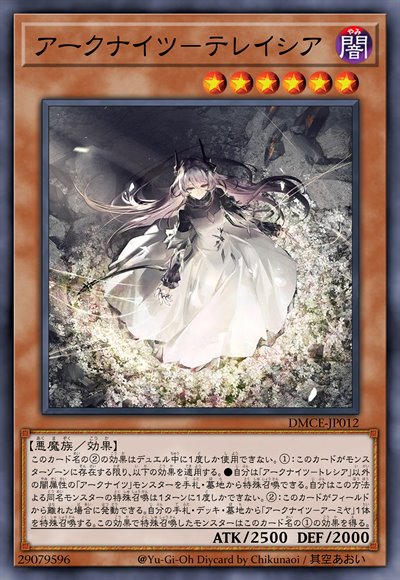 アークナイツーテレイシア
闇
やみ
DMCE-JP012
【悪魔族／効果】
このカード名の②の効果はデュエル中に1度しか使用できない。①：このカードがモンス
ターゾーンに存在する限り、以下の効果を適用する。●自分は「アークナイツートレイシア」以外
の闇属性の「アークナイツ」モンスターを手札・墓地から特殊召喚できる。自分はこの方法
による同名モンスターの特殊召喚は1ターンに1度しかできない。②：このカードがフィールド
から離れた場合に発動できる。自分の手札・デッキ・墓地から「アークナイツーアーミヤ」1体
を特殊召喚する。この効果で特殊召喚したモンスターはこのカード名の①の効果を得る。
ATK/2500 DEF/2000
29079596
@Yu-Gi-Oh Diycard by Chikunaoi / 其空あおい